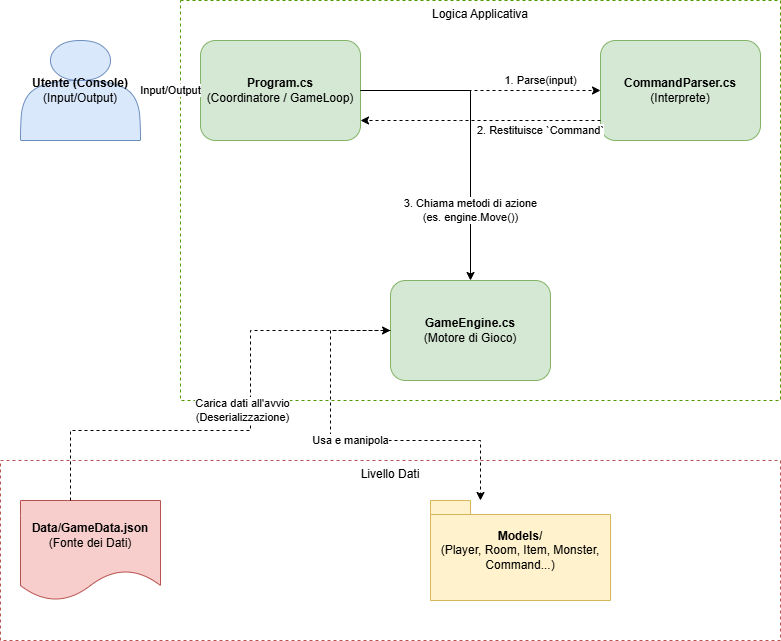 Logica Applicativa
Utente (Console)
(Input/Output)
Input/Output
Program.cs
(Coordinatore / GameLoop)
1. Parse(input)
CommandParser.cs
(Interprete)
2. Restituisce `Command`
3. Chiama metodi di azione
(es. engine.Move())
GameEngine.cs
(Motore di Gioco)
Carica dati all'avvio
(Deserializzazione)
Usa e manipola
Livello Dati
Data/GameData.json
(Fonte dei Dati)
Models/
(Player, Room, Item, Monster,
Command...)